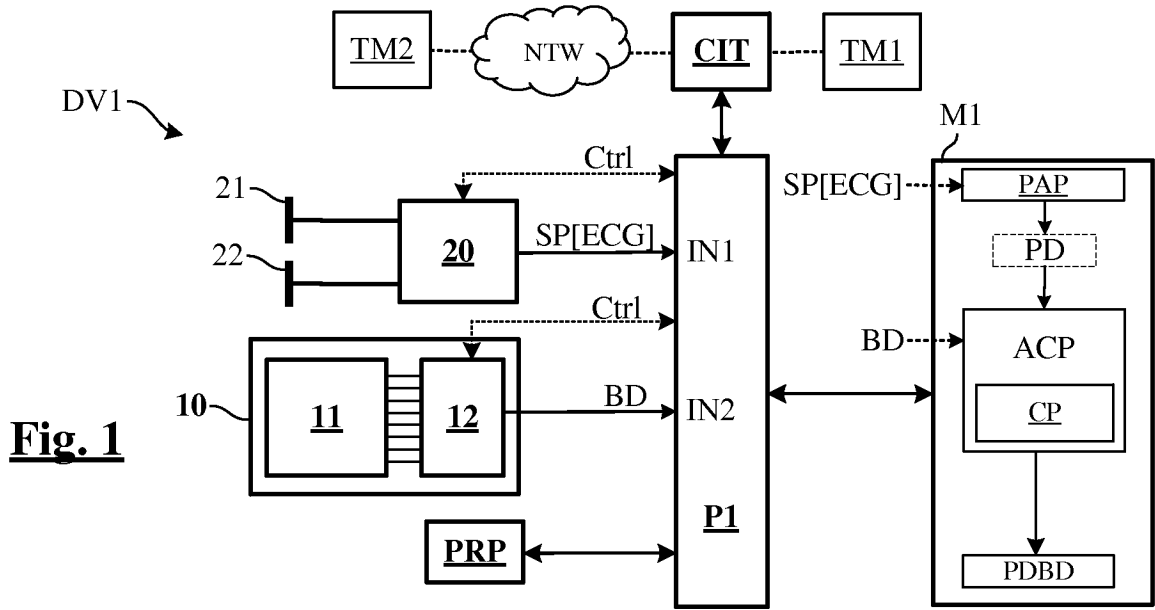 TM2
NTW
CIT
TM1
DV1
M1
Ctrl
21
SP[ECG]
PAP
20
SP[ECG]
IN1
PD
22
Ctrl
BD
ACP
10
11
12
BD
IN2
CP
Fig. 1
P1
PRP
PDBD